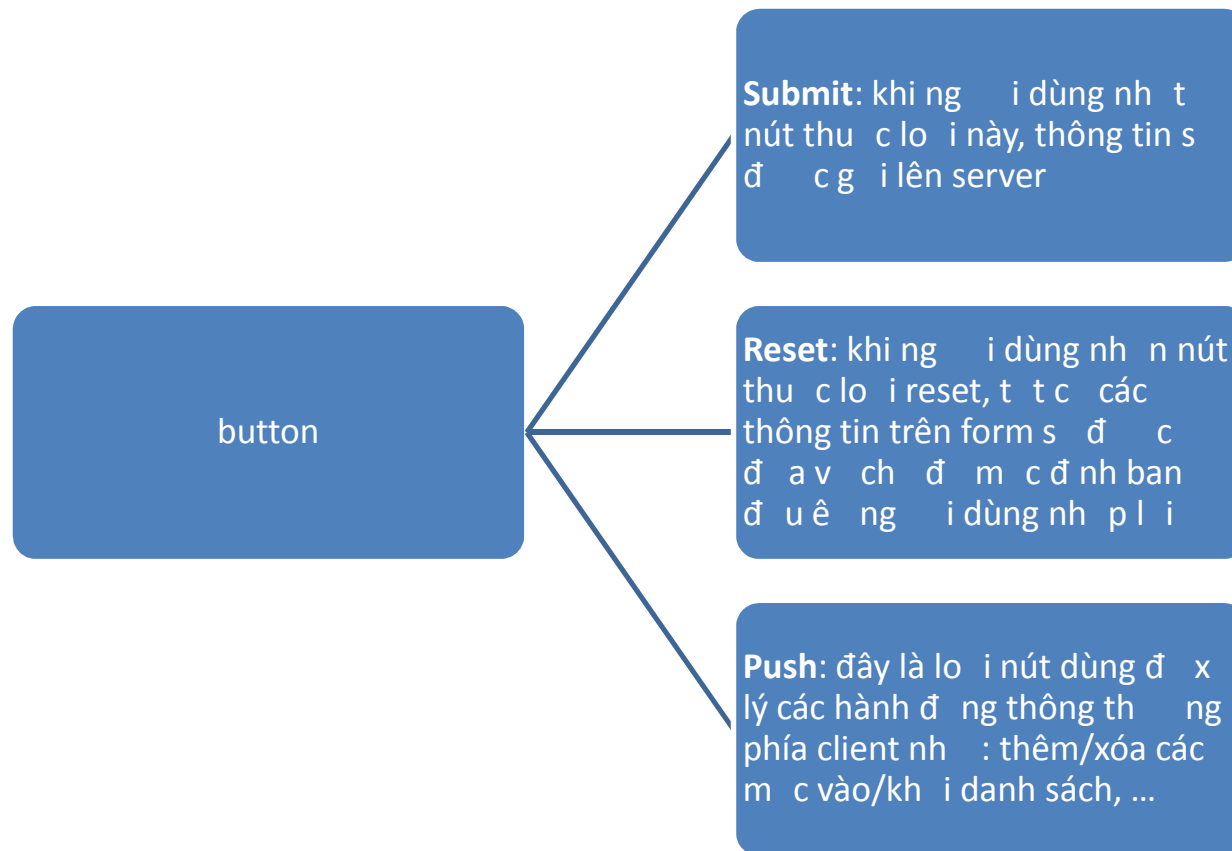 button
Submit: khi ng i dùng nh t
nút thu c lo i này, thông tin s
đ c g i lên server
Reset: khi ng i dùng nh n nút
thu c lo i reset, t t c các
thông tin trên form s đ c
đ a v ch đ m c đ nh ban
đ u ê ng i dùng nh p l i
Push: đây là lo i nút dùng đ x
lý các hành đ ng thông th ng
phía client nh : thêm/xóa các
m c vào/kh i danh sách, ...